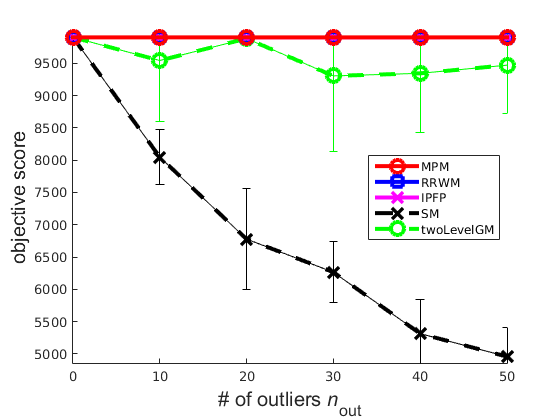 9500
9000
8500
8000
7500
7000
6500
6000
5500
5000
objective score
0 10 20 30 40 50
# of outliers n_out
MPM
RRWM
IPFP
SM
twoLevelGM